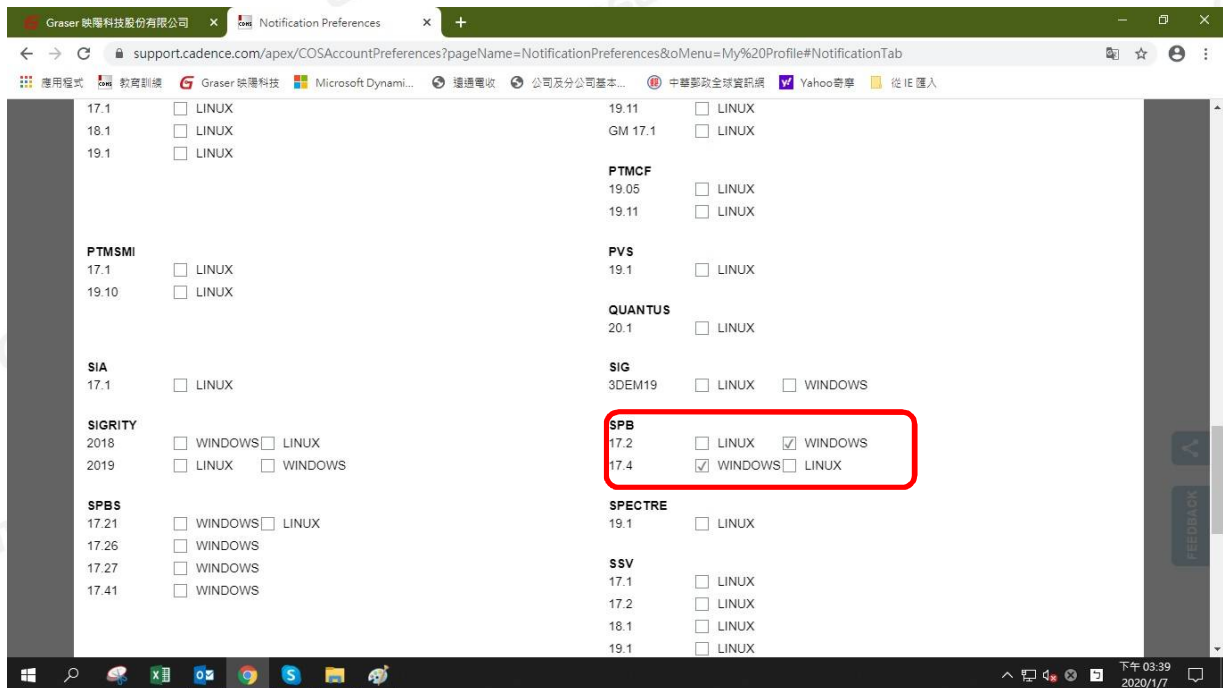 Graser 映陽科技股份有限公司
Notification Preferences
support.cadence.com/apex/COSAccountPreferences?pageName=NotificationPreferences&oMenu=My%20Profile#NotificationTab
應用程式 教育訓練 Graser 映陽科技 Microsoft Dynami... 遠通電收 公司及分公司基本... 中華郵政全球資訊網 Yahoo奇摩 從 IE 匯入
17.1 LINUX
18.1 LINUX
19.1 LINUX
19.11 LINUX
GM 17.1 LINUX
PTMCF
19.05 LINUX
19.11 LINUX
PTMSMI
17.1 LINUX
19.10 LINUX
PVS
19.1 LINUX
QUANTUS
20.1 LINUX
SIA
17.1 LINUX
SIG
3DEM19 LINUX WINDOWS
SIGRITY
2018 WINDOWS LINUX
2019 LINUX WINDOWS
SPB
17.2 LINUX WINDOWS
17.4 WINDOWS LINUX
SPBS
17.21 WINDOWS LINUX
17.26 WINDOWS
17.27 WINDOWS
17.41 WINDOWS
SPECTRE
19.1 LINUX
SSV
17.1 LINUX
17.2 LINUX
18.1 LINUX
19.1 LINUX
FEEDBACK
下午 03:39
2020/1/7